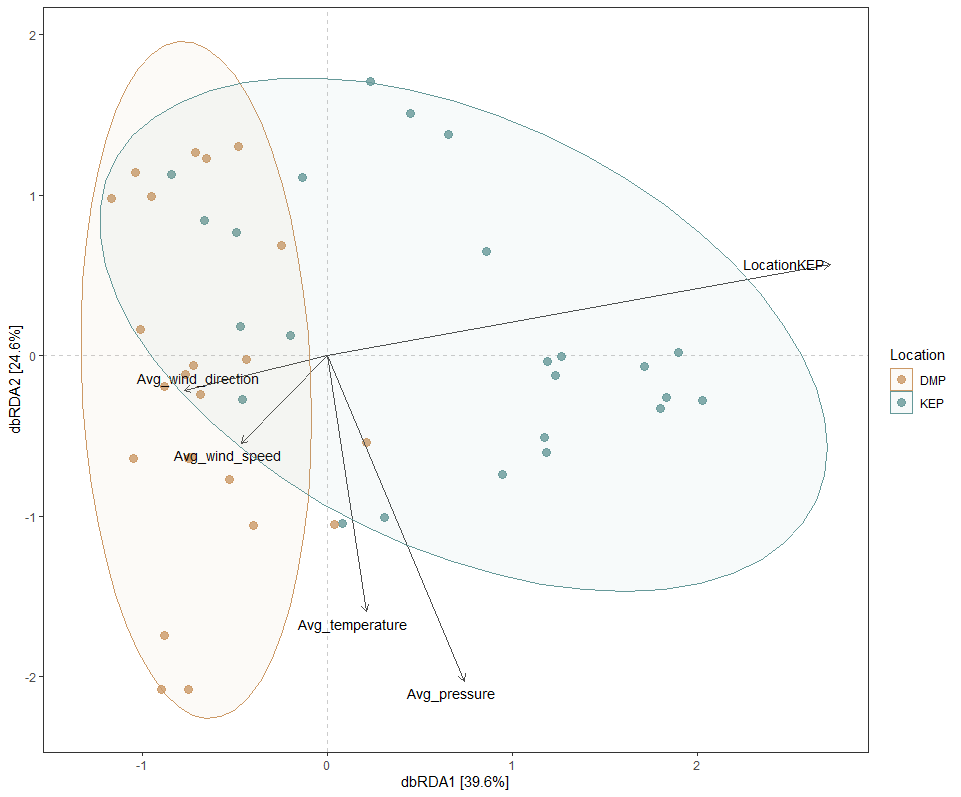 2
1
0
-1
-2
dbRDA2 [24.6%]
LocationKEP
Avg_wind_direction
Avg_wind_speed
Avg_temperature
Avg_pressure
-1
0
1
2
dbRDA1 [39.6%]
Location
DMP
KEP